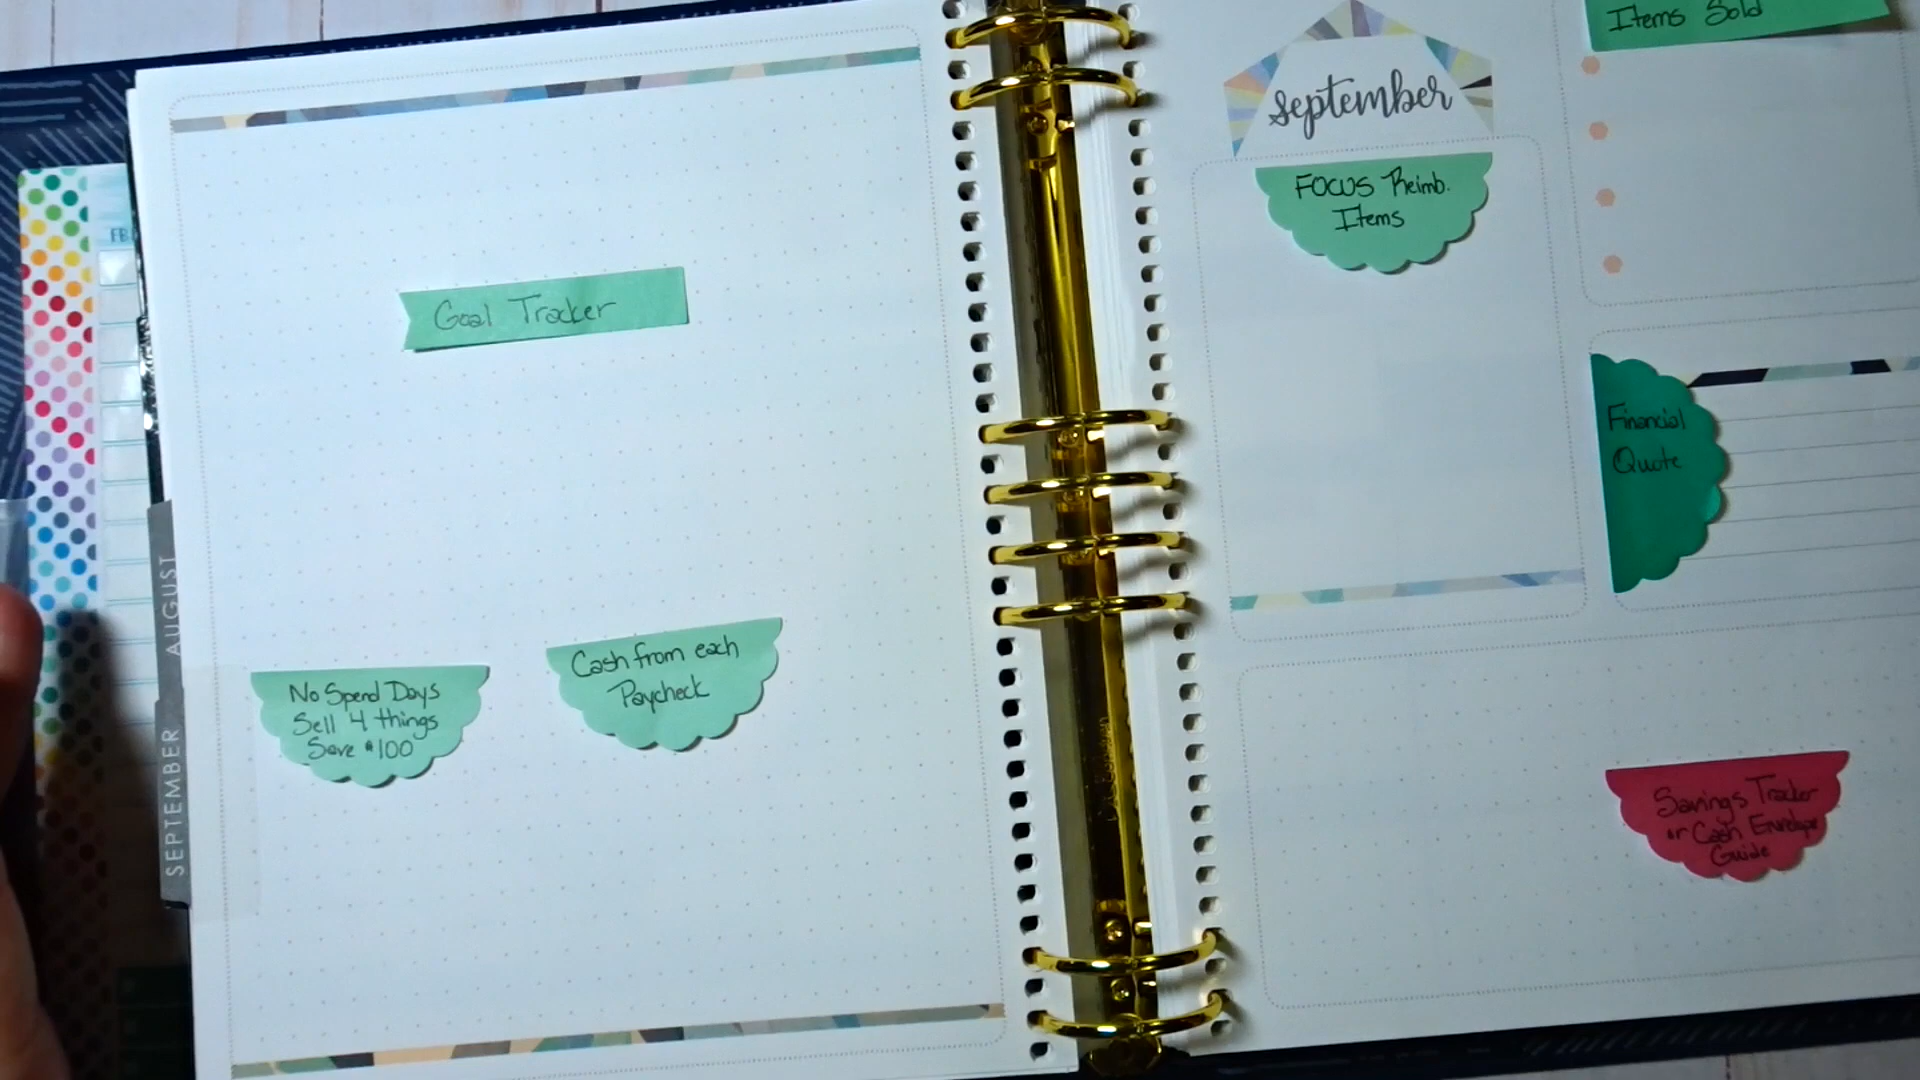 FB
Goal Tracker
No Spend Days
Sell 4 things
Save $100
Cash from each
Paycheck
AUGUST
SEPTEMBER
september
FOCUS Reimb.
Items
Items Sold
Financial
Quote
Savings Tracker
or Cash Envelope
Guide